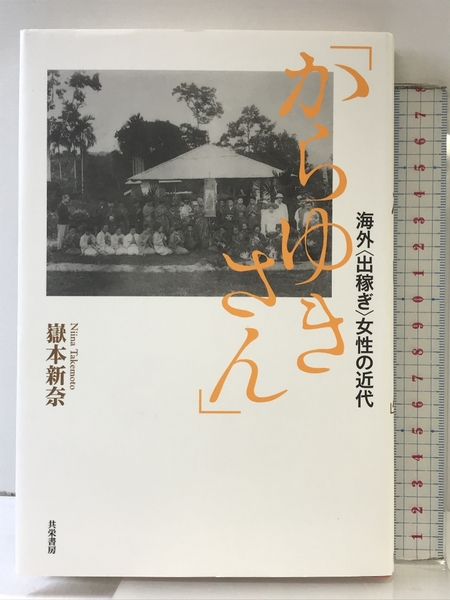 「からゆき
さん」
海外〈出稼ぎ〉女性の近代
嶽本新奈
Niina Takemoto
共栄書房